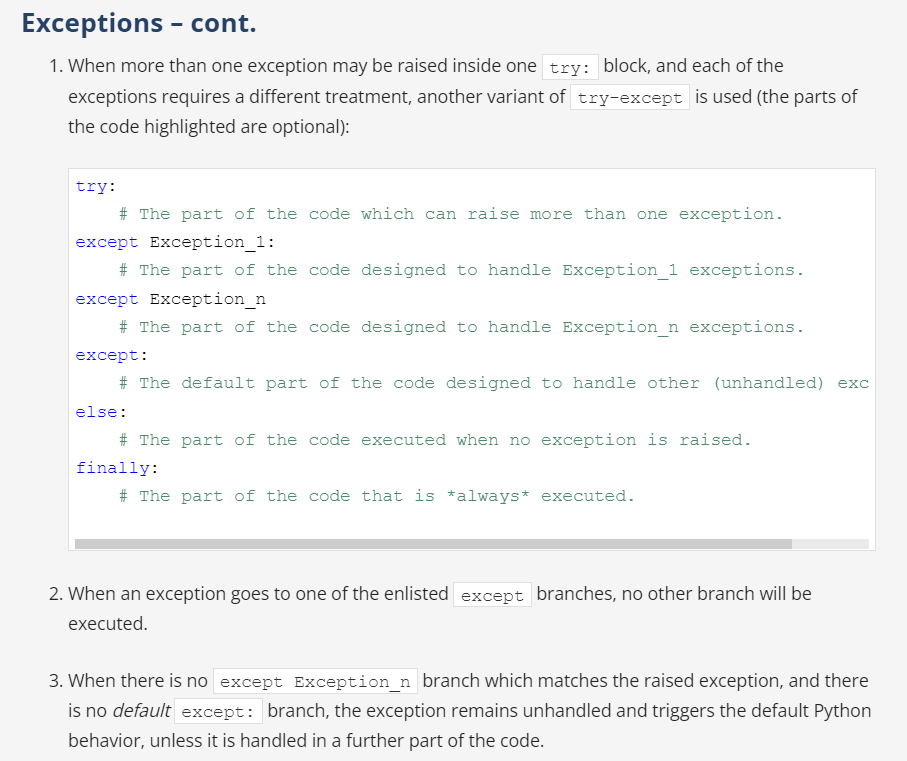 Exceptions – cont.
1. When more than one exception may be raised inside one try: block, and each of the
exceptions requires a different treatment, another variant of try-except is used (the parts of
the code highlighted are optional):
try:
    # The part of the code which can raise more than one exception.
except Exception_1:
    # The part of the code designed to handle Exception_1 exceptions.
except Exception_n
    # The part of the code designed to handle Exception_n exceptions.
except:
    # The default part of the code designed to handle other (unhandled) exc
else:
    # The part of the code executed when no exception is raised.
finally:
    # The part of the code that is *always* executed.
2. When an exception goes to one of the enlisted except branches, no other branch will be
executed.
3. When there is no except Exception_n branch which matches the raised exception, and there
is no default except: branch, the exception remains unhandled and triggers the default Python
behavior, unless it is handled in a further part of the code.